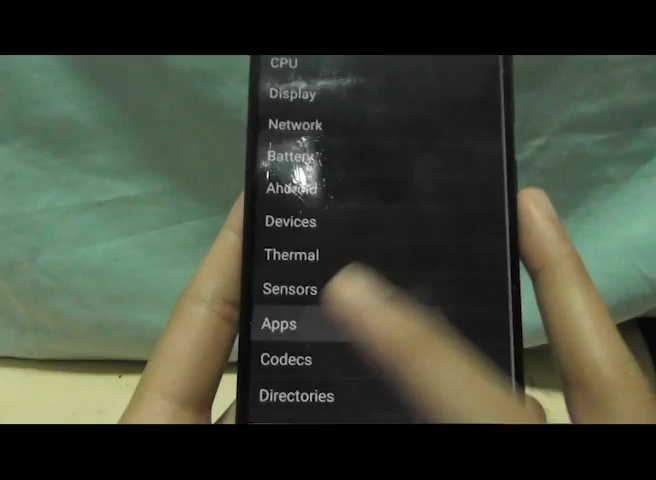 CPU
Display
Network
Battery
Android
Devices
Thermal
Sensors
Apps
Codecs
Directories